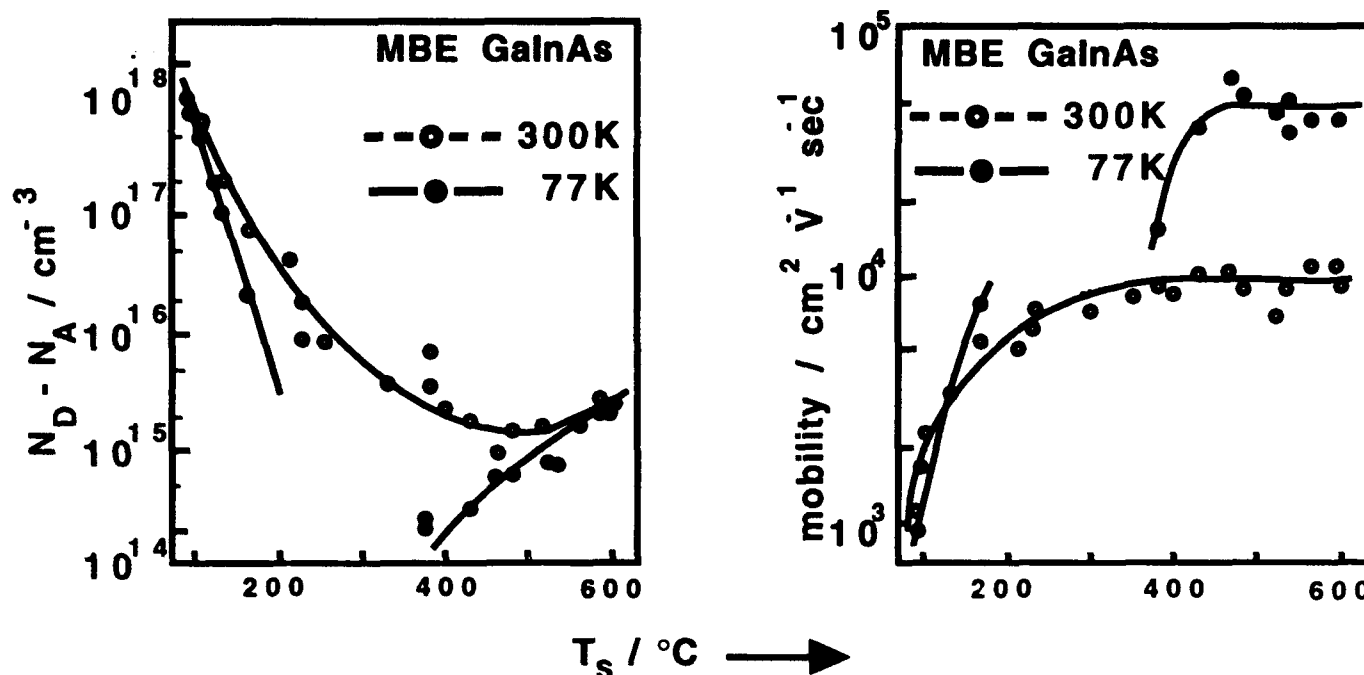 MBE GaInAs
300K
77K
10^18
10^17
10^16
10^15
10^14
N_D - N_A / cm^-3
200 400 600
MBE GaInAs
300K
77K
10^5
10^4
10^3
mobility / cm^2 V^-1 sec^-1
200 400 600
T_s / °C